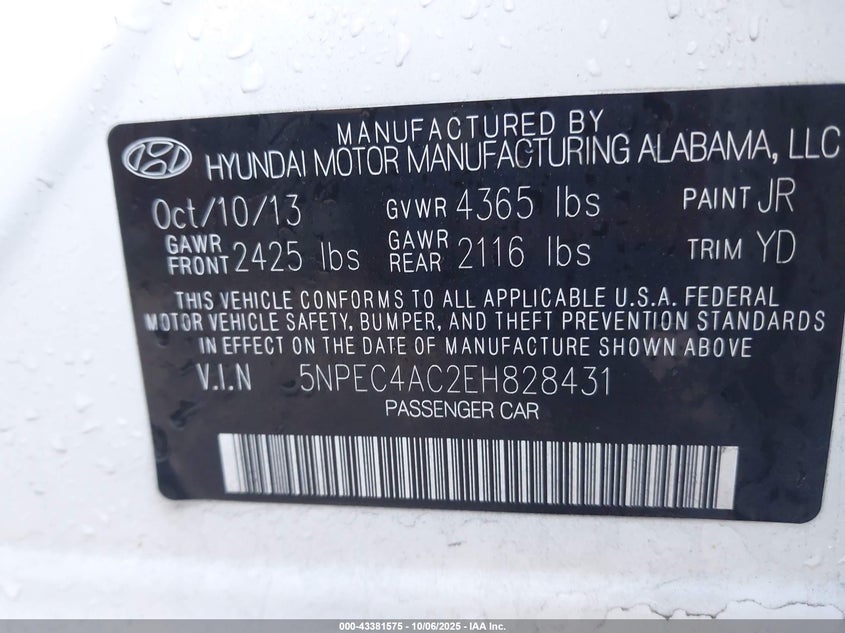 MANUFACTURED BY
HYUNDAI MOTOR MANUFACTURING ALABAMA, LLC
Oct/10/13 GVWR 4365 lbs PAINT JR
GAWR FRONT 2425 lbs GAWR REAR 2116 lbs TRIM YD
THIS VEHICLE CONFORMS TO ALL APPLICABLE U.S.A. FEDERAL
MOTOR VEHICLE SAFETY, BUMPER, AND THEFT PREVENTION STANDARDS
IN EFFECT ON THE DATE OF MANUFACTURE SHOWN ABOVE
V.I.N 5NPEC4AC2EH828431
PASSENGER CAR
000-43381575 - 10/06/2025 - IAA Inc.